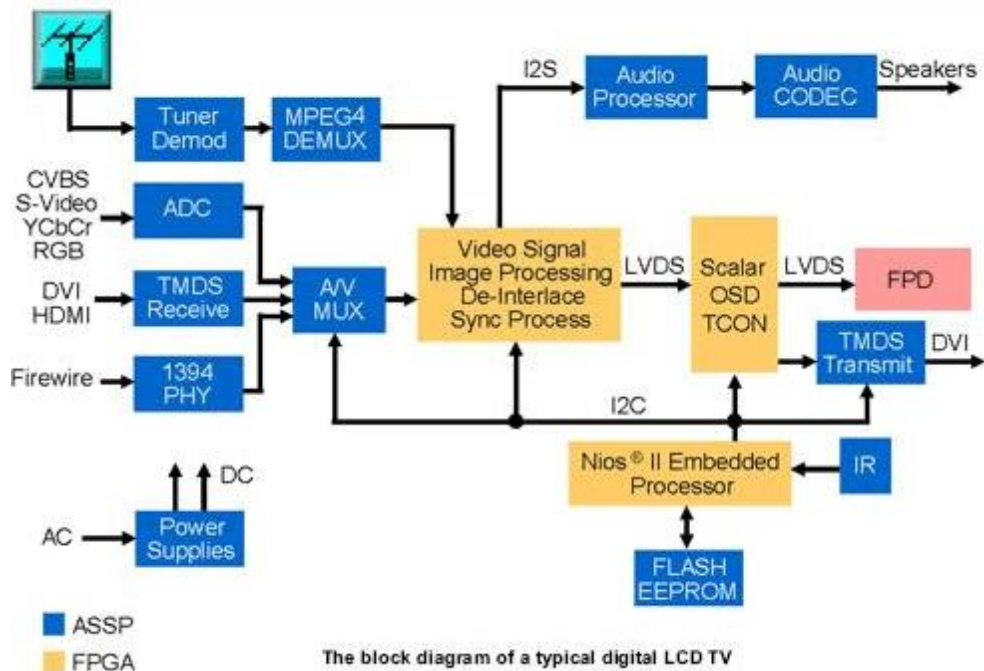 I2S
Audio
Processor
Audio
CODEC
Speakers
Tuner
Demod
MPEG4
DEMUX
CVBS
S-Video
YCbCr
RGB
ADC
DVI
HDMI
TMDS
Receive
A/V
MUX
Video Signal
Image Processing
De-Interlace
Sync Process
LVDS
Scalar
OSD
TCON
LVDS
FPD
TMDS
Transmit
DVI
Firewire
1394
PHY
I2C
Nios® II Embedded
Processor
IR
DC
AC
Power
Supplies
FLASH
EEPROM
ASSP
FPGA
The block diagram of a typical digital LCD TV